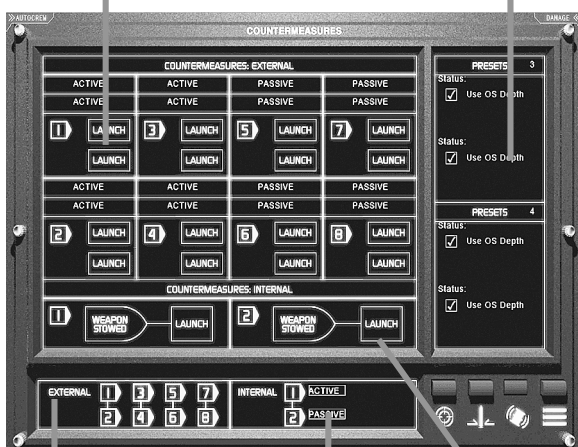 AUTOCREW
DAMAGE
COUNTERMEASURES
COUNTERMEASURES: EXTERNAL
ACTIVE ACTIVE PASSIVE PASSIVE
ACTIVE ACTIVE PASSIVE PASSIVE
1 LAUNCH 3 LAUNCH 5 LAUNCH 7 LAUNCH
LAUNCH LAUNCH LAUNCH LAUNCH
ACTIVE ACTIVE PASSIVE PASSIVE
ACTIVE ACTIVE PASSIVE PASSIVE
2 LAUNCH 4 LAUNCH 6 LAUNCH 8 LAUNCH
LAUNCH LAUNCH LAUNCH LAUNCH
COUNTERMEASURES: INTERNAL
1 WEAPON STOWED LAUNCH 2 WEAPON STOWED LAUNCH
PRESETS 3
Status:
Use OS Depth
Status:
Use OS Depth
PRESETS 4
Status:
Use OS Depth
Status:
Use OS Depth
EXTERNAL 1 3 5 7
2 4 6 8
INTERNAL 1 ACTIVE
2 PASSIVE